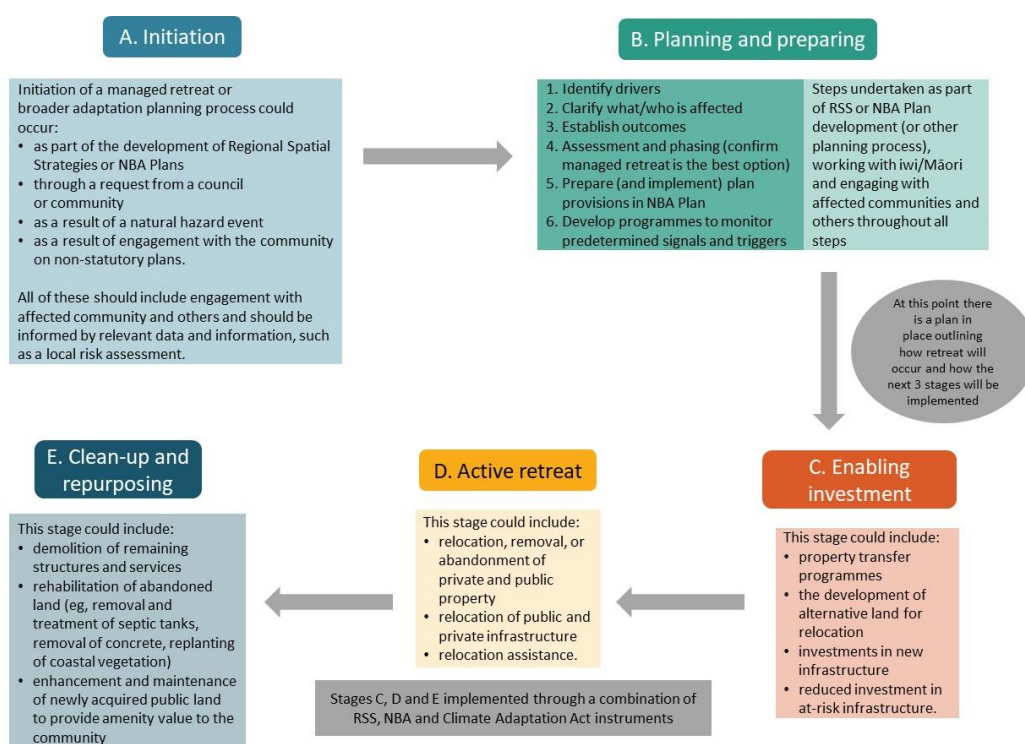 A. Initiation
Initiation of a managed retreat or
broader adaptation planning process could
occur:
• as part of the development of Regional Spatial
Strategies or NBA Plans
• through a request from a council
or community
• as a result of a natural hazard event
• as a result of engagement with the community
on non-statutory plans.
All of these should include engagement with
affected community and others and should be
informed by relevant data and information, such
as a local risk assessment.
B. Planning and preparing
1. Identify drivers
2. Clarify what/who is affected
3. Establish outcomes
4. Assessment and phasing (confirm
managed retreat is the best option)
5. Prepare (and implement) plan
provisions in NBA Plan
6. Develop programmes to monitor
predetermined signals and triggers
Steps undertaken as part
of RSS or NBA Plan
development (or other
planning process),
working with iwi/Māori
and engaging with
affected communities and
others throughout all
steps
At this point there
is a plan in
place outlining
how retreat will
occur and how the
next 3 stages will be
implemented
C. Enabling
investment
This stage could include:
• property transfer
programmes
• the development of
alternative land for
relocation
• investments in new
infrastructure
• reduced investment in
at-risk infrastructure.
D. Active retreat
This stage could include:
• relocation, removal, or
abandonment of
private and public
property
• relocation of public and
private infrastructure
• relocation assistance.
E. Clean-up and
repurposing
This stage could include:
• demolition of remaining
structures and services
• rehabilitation of abandoned
land (eg, removal and
treatment of septic tanks,
removal of concrete, replanting
of coastal vegetation)
• enhancement and maintenance
of newly acquired public land
to provide amenity value to the
community
Stages C, D and E implemented through a combination of
RSS, NBA and Climate Adaptation Act instruments